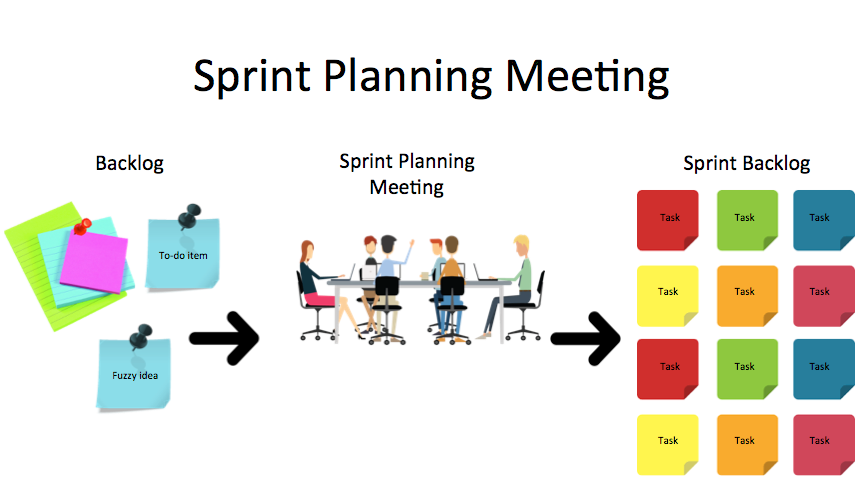 Sprint Planning Meeting
Backlog
Sprint Planning
Meeting
Sprint Backlog
To-do item
Fuzzy idea
Task
Task
Task
Task
Task
Task
Task
Task
Task
Task
Task
Task